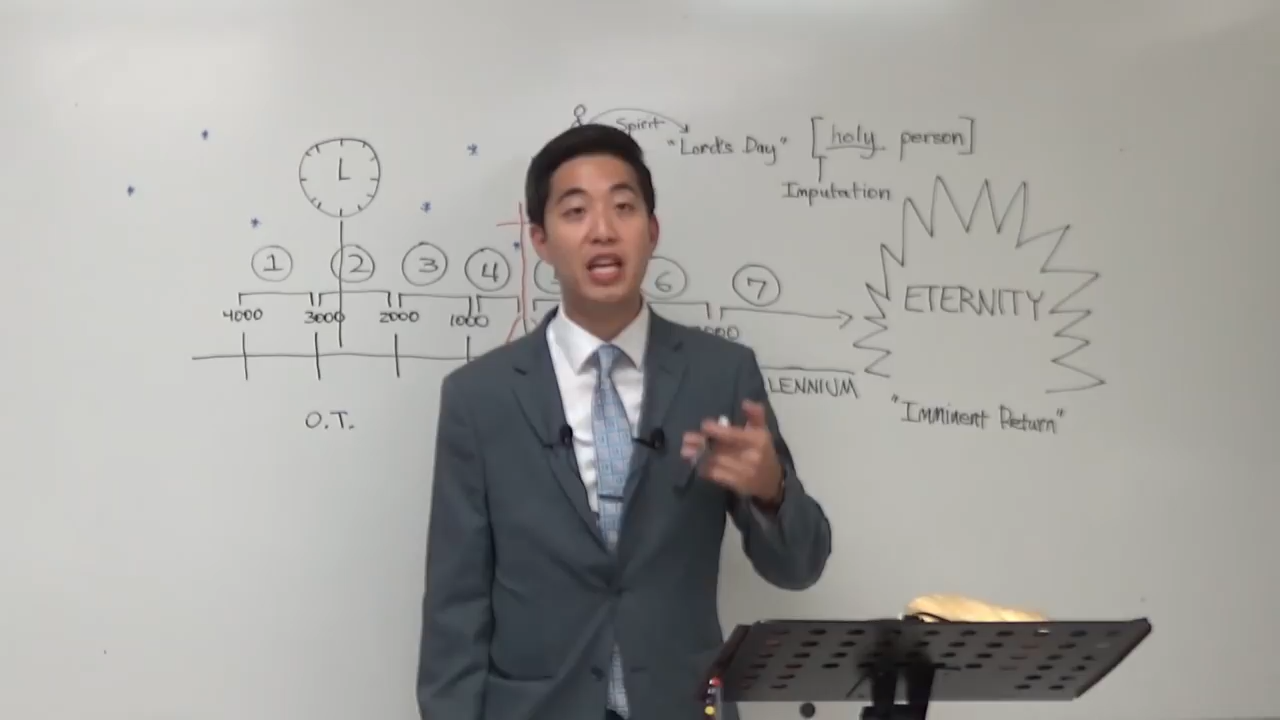 Spirit
"Lord's Day" [holy person]
Imputation
L
1 2 3 4 6 7
ETERNITY
4000 3000 2000 1000
LENNIUM
"Imminent Return"
O.T.